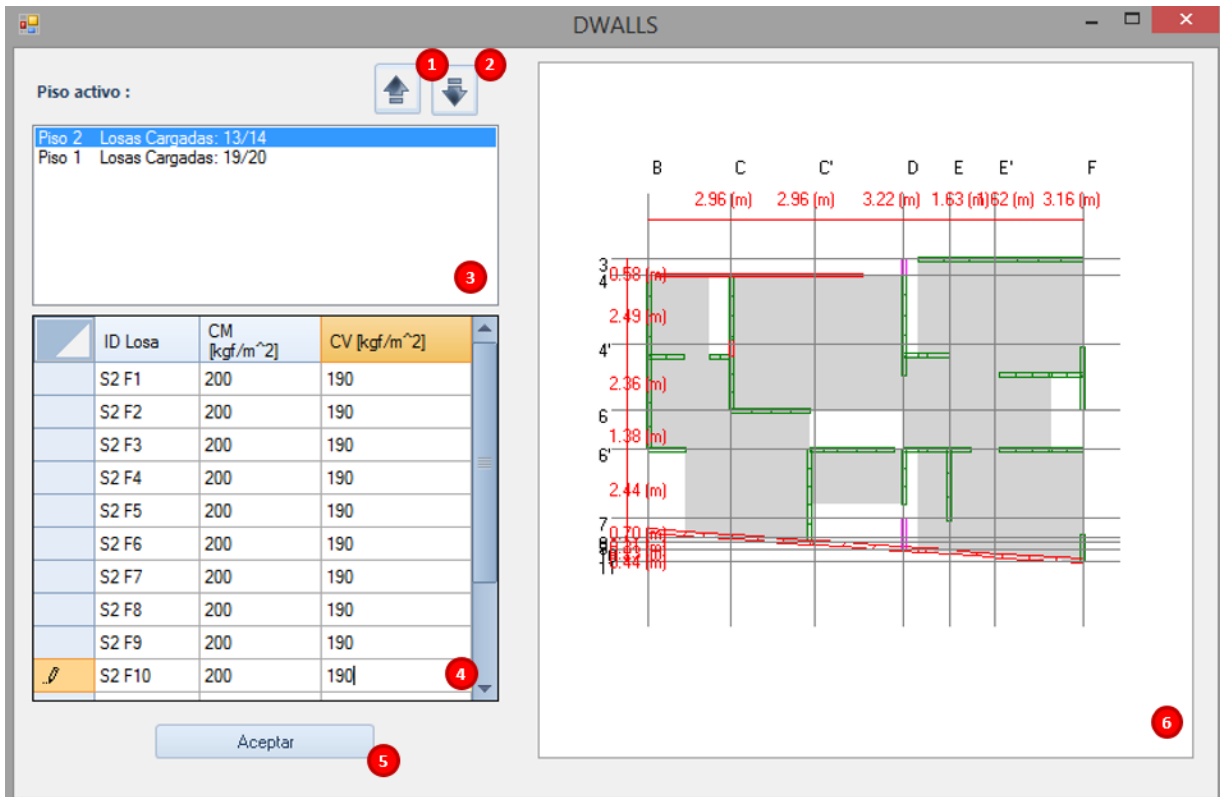 DWALLS
1
2
Piso activo :
Piso 2 Losas Cargadas: 13/14
Piso 1 Losas Cargadas: 19/20
3
ID Losa CM [kgf/m^2] CV [kgf/m^2]
S2 F1 200 190
S2 F2 200 190
S2 F3 200 190
S2 F4 200 190
S2 F5 200 190
S2 F6 200 190
S2 F7 200 190
S2 F8 200 190
S2 F9 200 190
S2 F10 200 190
4
Aceptar
5
B C C' D E E' F
2.96 (m) 2.96 (m) 3.22 (m) 1.63 (m) 1.62 (m) 3.16 (m)
3
0.58 (m)
4
2.49 (m)
4'
2.36 (m)
6
1.38 (m)
6'
2.44 (m)
7
0.70 (m)
0.44 (m)
11
6